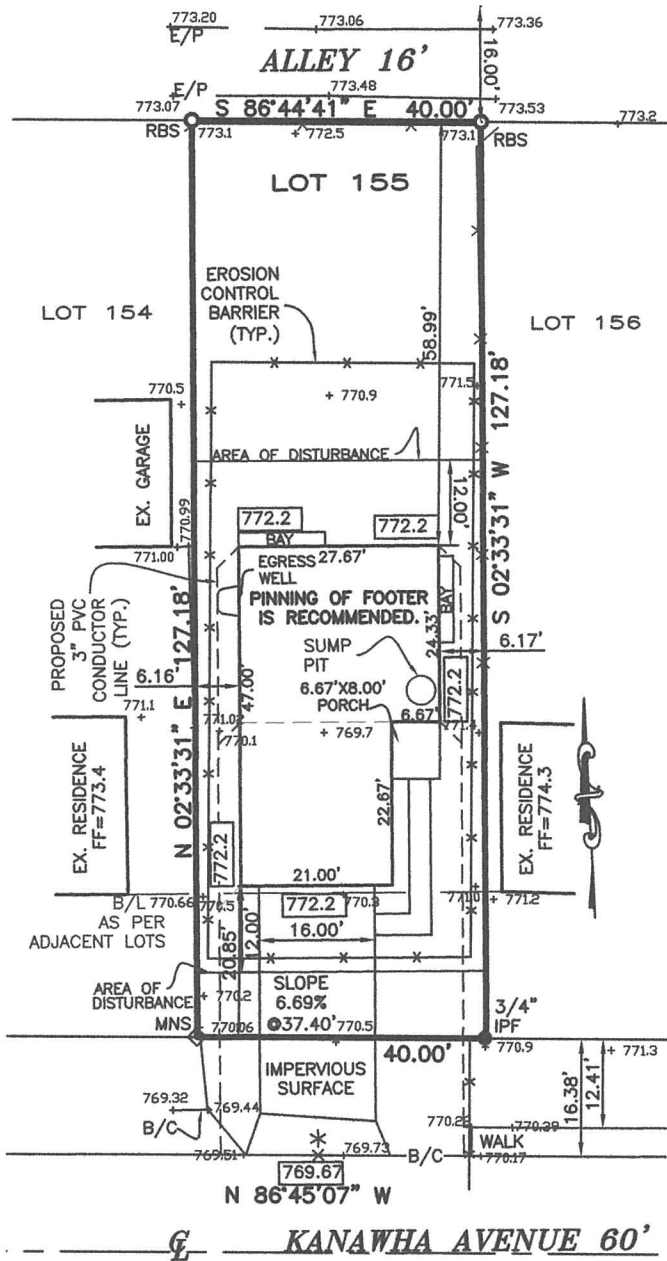 773.20
773.06
773.36
E/P
ALLEY 16'
16.00'
E/P
773.48
773.07
S 86°44'41" E 40.00'
773.53
773.2
RBS
773.1
772.5
773.1
RBS
LOT 155
EROSION
CONTROL
BARRIER
(TYP.)
LOT 154
LOT 156
58.99'
770.5
770.9
771.5
S 02°33'31" W 127.18'
EX. GARAGE
AREA OF DISTURBANCE
12.00'
770.99
772.2
772.2
BAY
771.00
27.67'
EGRESS
WELL
BAY
PINNING OF FOOTER
IS RECOMMENDED.
24.33'
PROPOSED
3" PVC
CONDUCTOR
LINE (TYP.)
SUMP
PIT
6.17'
6.16'
47.00'
6.67'X8.00'
PORCH
772.2
6.67'
N 02°33'31" E 127.18'
771.1
771.02
770.1
769.7
771.4
EX. RESIDENCE
FF=773.4
22.67'
EX. RESIDENCE
FF=774.3
772.2
21.00'
B/L
770.66
770.5
770.8
771.0
771.2
AS PER
ADJACENT LOTS
772.2
16.00'
20.85'
12.00'
AREA OF
DISTURBANCE
770.2
SLOPE
6.69%
@37.40'
3/4"
IPF
MNS
770.06
770.5
770.9
771.3
40.00'
IMPERVIOUS
SURFACE
16.38'
12.41'
769.32
769.44
B/C
770.29
WALK
769.51
769.73
B/C
770.17
769.67
N 86°45'07" W
CL KANAWHA AVENUE 60'